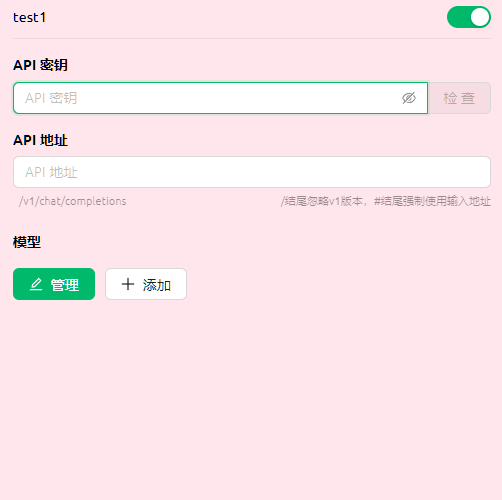 test1
API 密钥
API 密钥
检 查
API 地址
API 地址
/v1/chat/completions
/结尾忽略v1版本，#结尾强制使用输入地址
模型
管理
添加